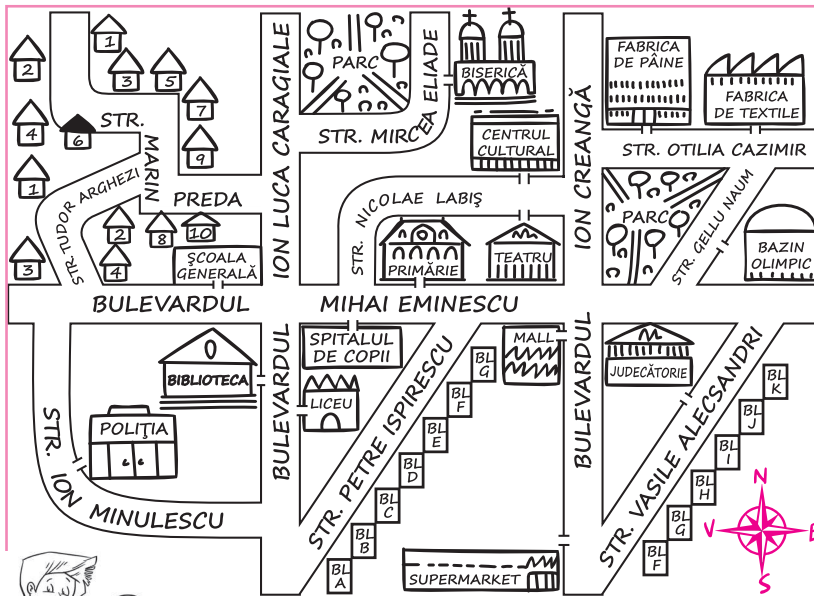 1
2
3
5
7
4
6
9
1
3
2
8
10
4
STR.
MARIN
PREDA
STR. TUDOR ARGHEZI
ŞCOALA
GENERALĂ
ION LUCA CARAGIALE
PARC
STR. MIRCEA ELIADE
BISERICĂ
CENTRUL
CULTURAL
STR. NICOLAE LABIŞ
PRIMĂRIE
TEATRU
ION CREANGĂ
FABRICA
DE PÂINE
FABRICA
DE TEXTILE
STR. OTILIA CAZIMIR
PARC
STR. GELLU NAUM
BAZIN
OLIMPIC
BULEVARDUL MIHAI EMINESCU
BIBLIOTECA
POLIŢIA
STR. ION MINULESCU
BULEVARDUL
SPITALUL
DE COPII
LICEU
STR. PETRE ISPIRESCU
BL
G
BL
F
BL
E
BL
D
BL
C
BL
B
BL
A
MALL
SUPERMARKET
BULEVARDUL
JUDECĂTORIE
STR. VASILE ALECSANDRI
BL
K
BL
J
BL
I
BL
H
BL
G
BL
F
N
V
E
S